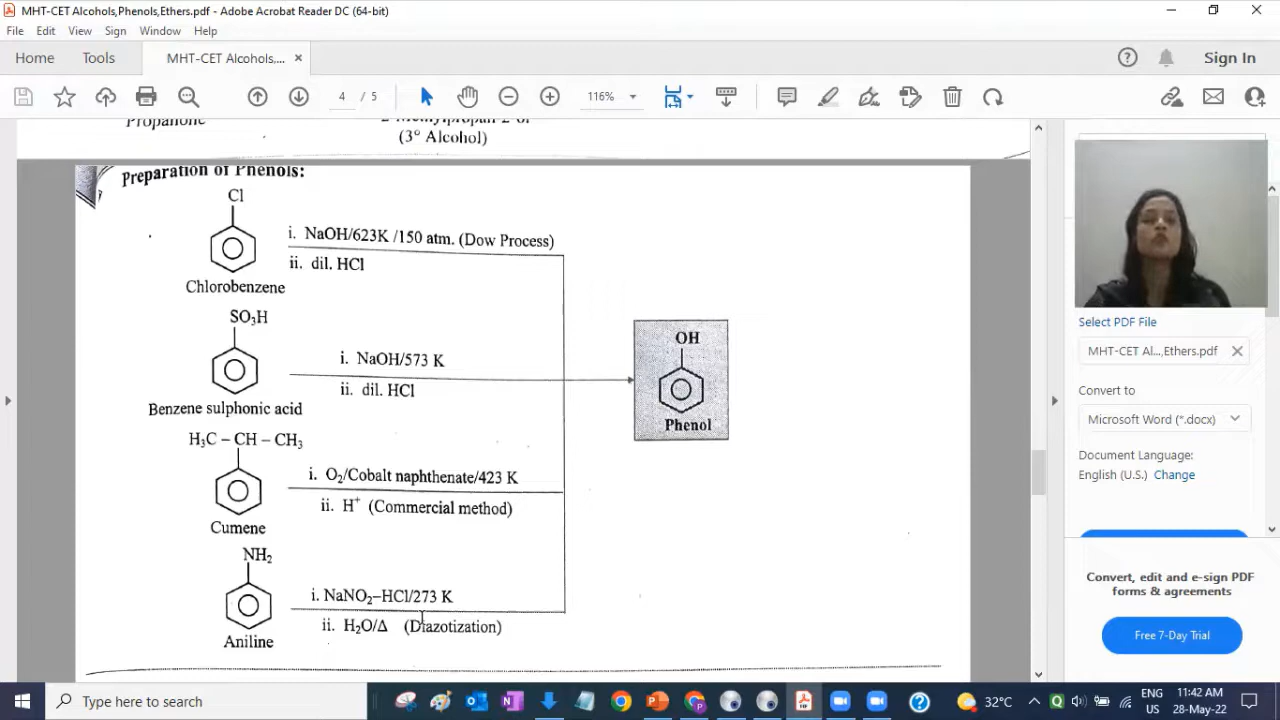 MHT-CET Alcohols,Phenols,Ethers.pdf - Adobe Acrobat Reader DC (64-bit)
File Edit View Sign Window Help
Home Tools MHT-CET Alcohols,... ×
Sign In
4 / 5 116%
Propanone
2-Methylpropan-2-ol
(3° Alcohol)
Preparation of Phenols:
Cl
i. NaOH/623K /150 atm. (Dow Process)
ii. dil. HCl
Chlorobenzene
SO₃H
i. NaOH/573 K
ii. dil. HCl
Benzene sulphonic acid
OH
Phenol
H₃C – CH – CH₃
i. O₂/Cobalt naphthenate/423 K
ii. H⁺ (Commercial method)
Cumene
NH₂
i. NaNO₂–HCl/273 K
ii. H₂O/Δ (Diazotization)
Aniline
Select PDF File
MHT-CET Al...,Ethers.pdf
Convert to
Microsoft Word (*.docx)
Document Language:
English (U.S.) Change
Convert, edit and e-sign PDF
forms & agreements
Free 7-Day Trial
Type here to search
32°C
ENG
US
11:42 AM
28-May-22